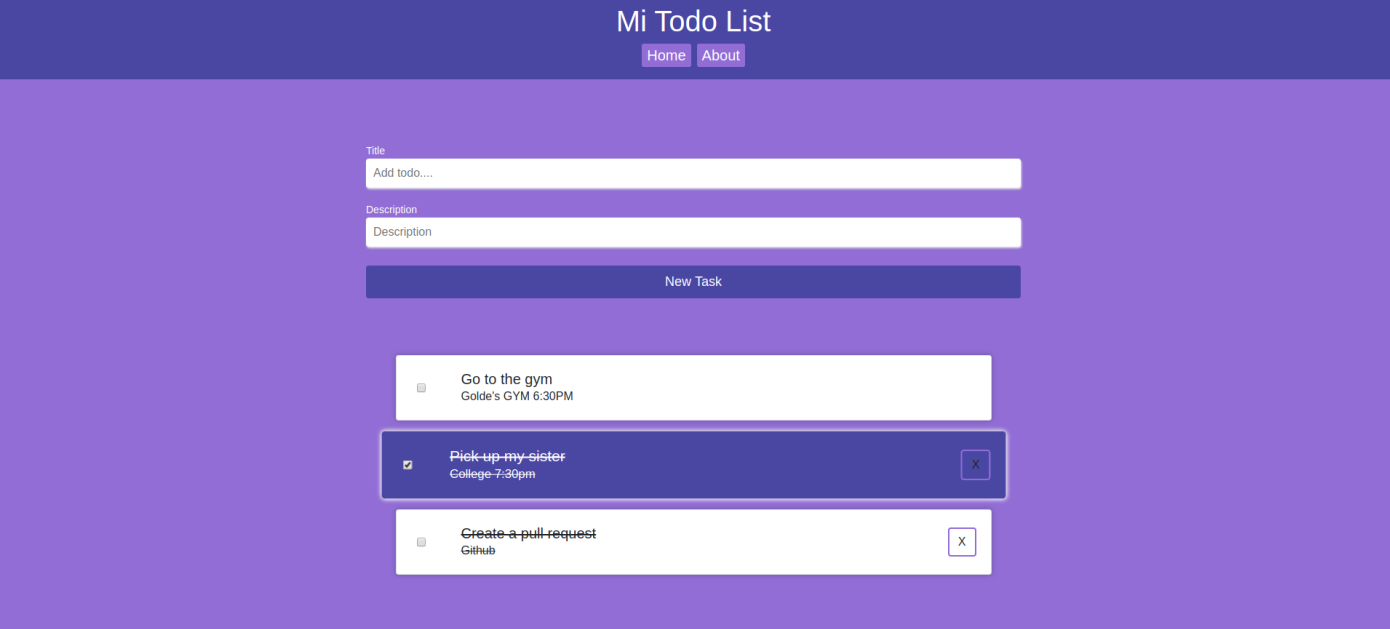 Mi Todo List
Home About
Title
Add todo....
Description
Description
New Task
Go to the gym
Golde's GYM 6:30PM
Pick up my sister
College 7:30pm
X
Create a pull request
Github
X